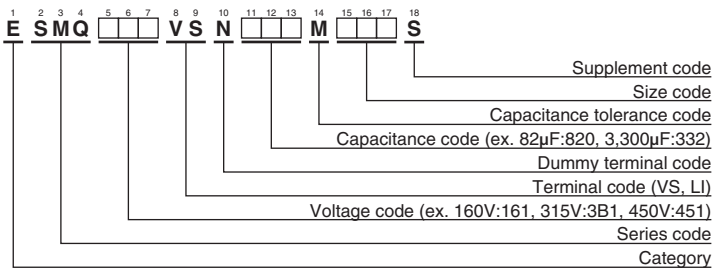 1 2 3 4 5 6 7 8 9 10 11 12 13 14 15 16 17 18
E SMQ □□□ VS N □□□ M □□□ S
Supplement code
Size code
Capacitance tolerance code
Capacitance code (ex. 82μF:820, 3,300μF:332)
Dummy terminal code
Terminal code (VS, LI)
Voltage code (ex. 160V:161, 315V:3B1, 450V:451)
Series code
Category